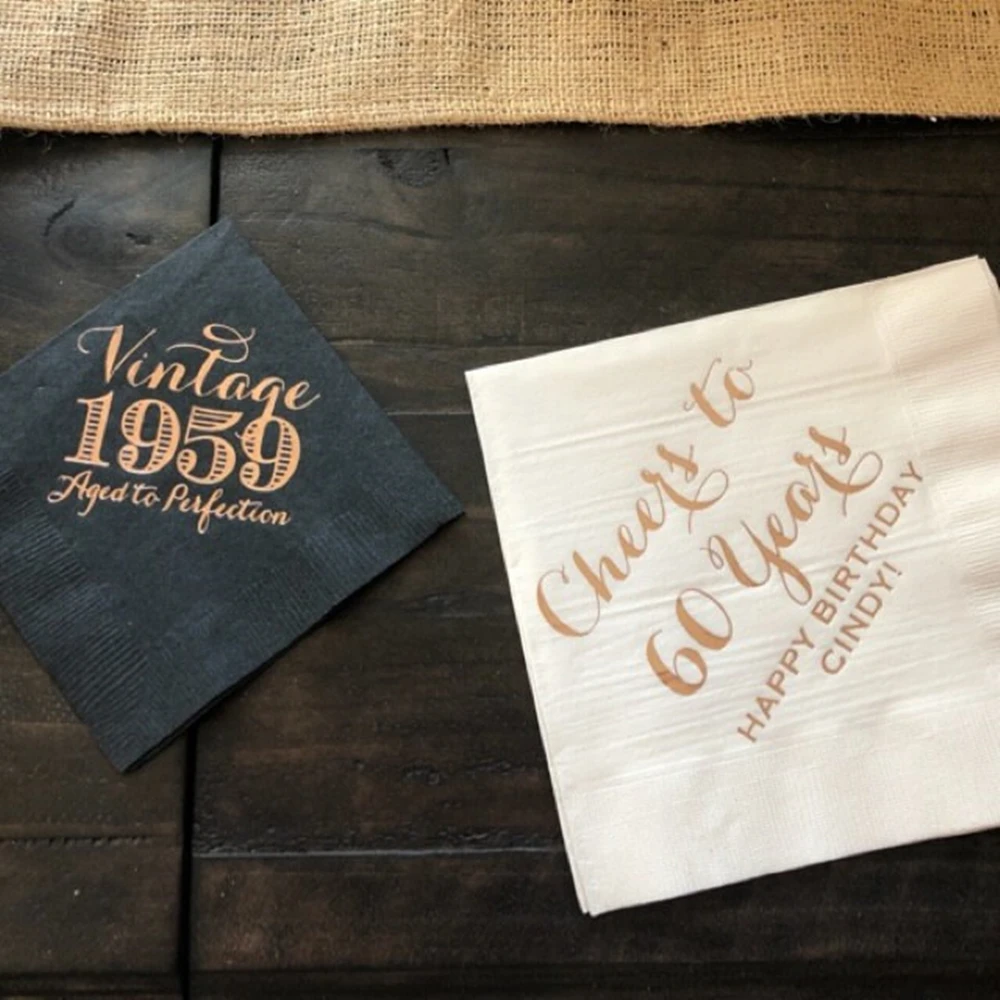 Vintage
1959
Aged to Perfection
Cheers to
60 Years
HAPPY BIRTHDAY
CINDY!